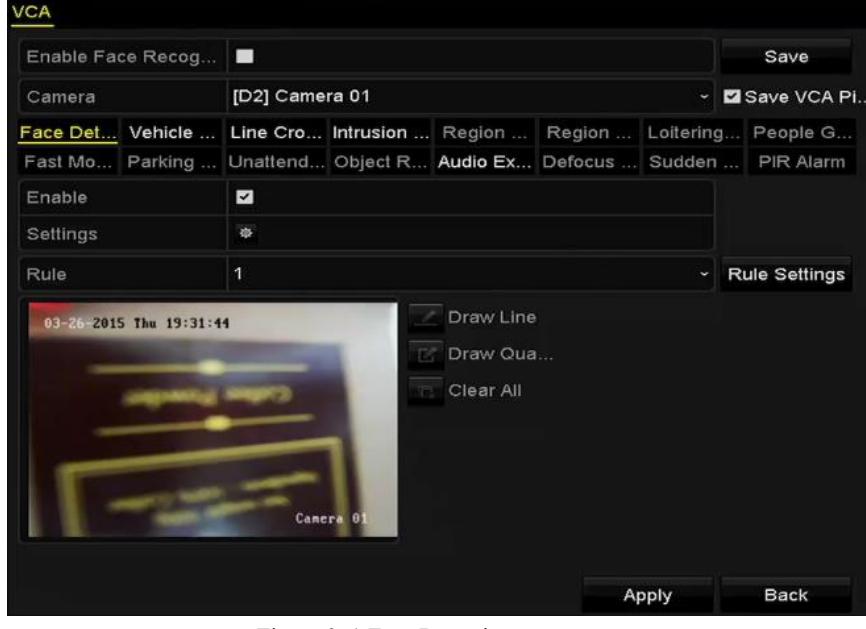 VCA
Enable Face Recog...
Save
Camera
[D2] Camera 01
Save VCA Pi..
Face Det... Vehicle ... Line Cro... Intrusion ... Region ... Region ... Loitering... People G...
Fast Mo... Parking ... Unattend... Object R... Audio Ex... Defocus ... Sudden ... PIR Alarm
Enable
Settings
Rule
1
Rule Settings
03-26-2015 Thu 19:31:44
Draw Line
Draw Qua...
Clear All
Camera 01
Apply
Back